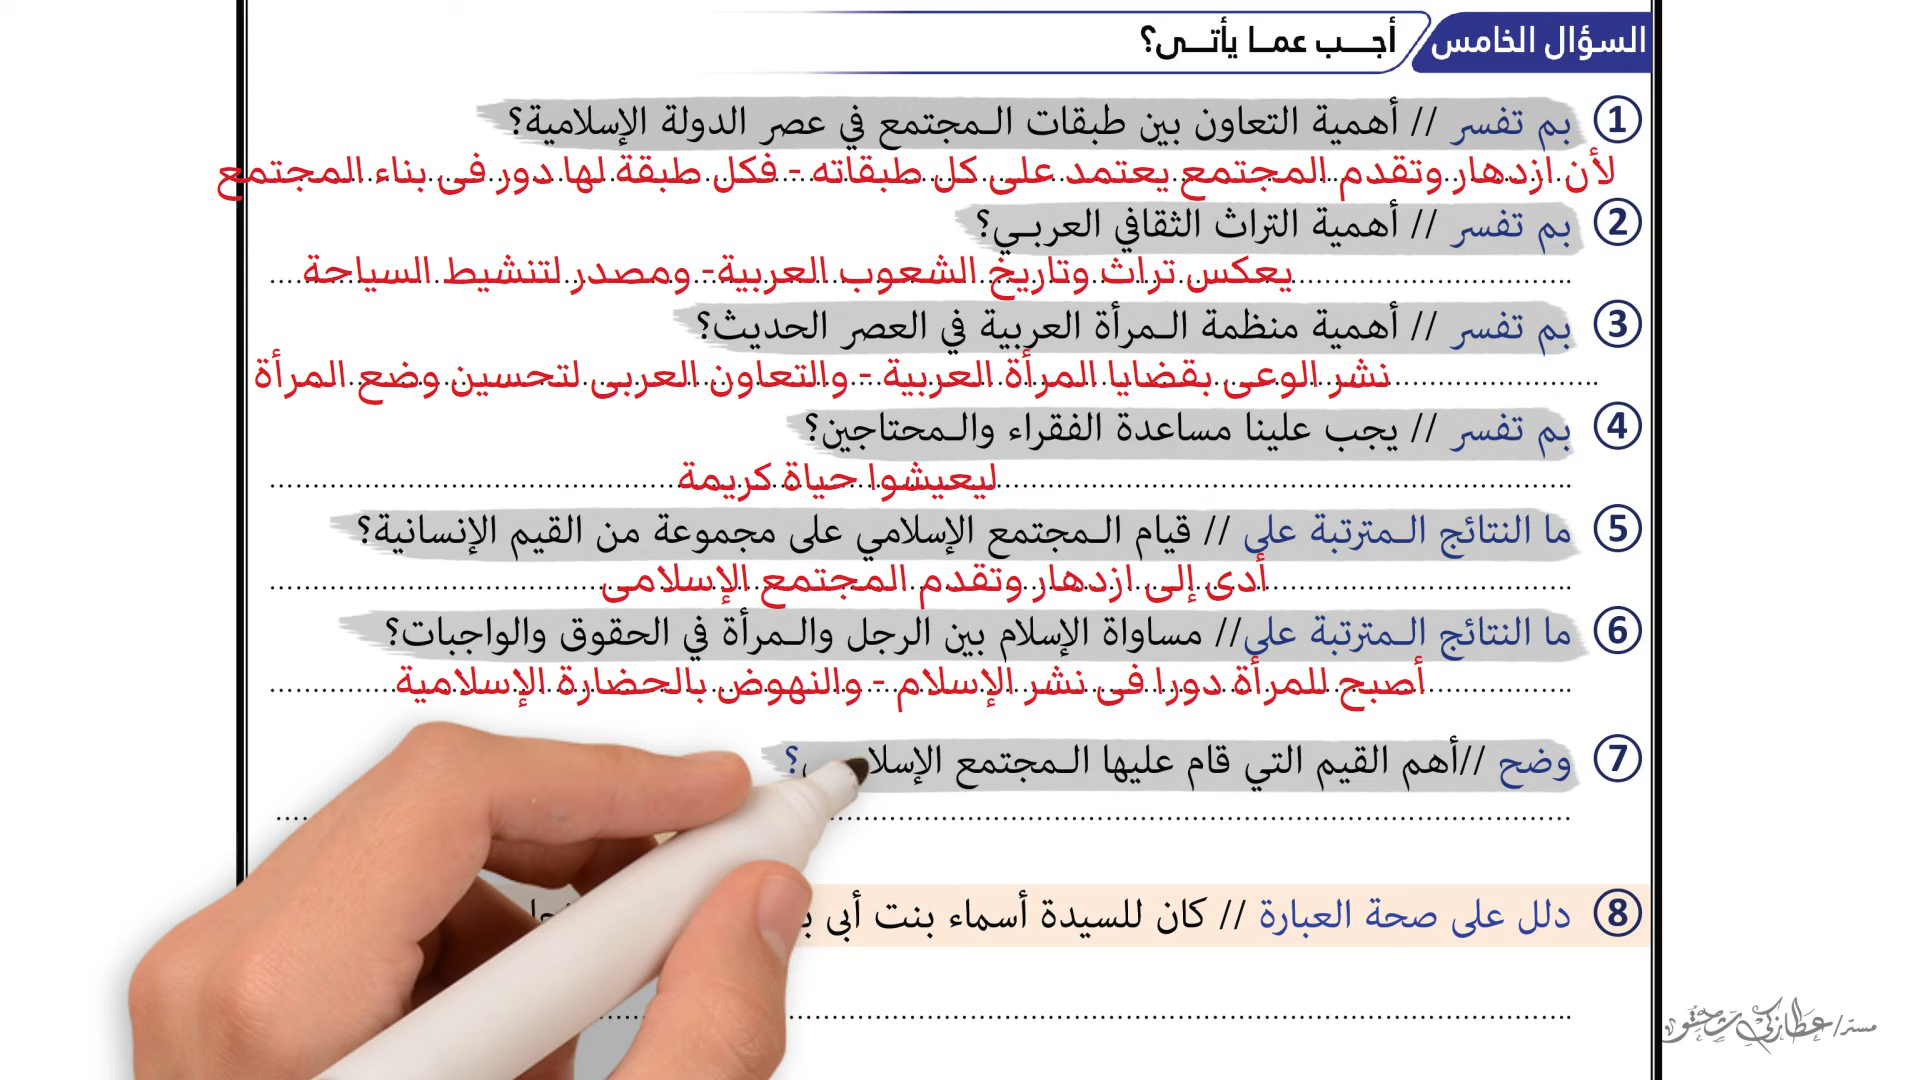 السؤال الخامس أجــب عمــا يأتــى؟
① بم تفسر // أهمية التعاون بين طبقات الـمجتمع في عصر الدولة الإسلامية؟
لأن ازدهار وتقدم المجتمع يعتمد على كل طبقاته - فكل طبقة لها دور فى بناء المجتمع
② بم تفسر // أهمية التراث الثقافي العربـي؟
يعكس تراث وتاريخ الشعوب العربية- ومصدر لتنشيط السياحة
③ بم تفسر // أهمية منظمة الـمرأة العربية في العصر الحديث؟
نشر الوعى بقضايا المرأة العربية - والتعاون العربى لتحسين وضع المرأة
④ بم تفسر // يجب علينا مساعدة الفقراء والـمحتاجين؟
ليعيشوا حياة كريمة
⑤ ما النتائج الـمترتبة على // قيام الـمجتمع الإسلامي على مجموعة من القيم الإنسانية؟
أدى إلى ازدهار وتقدم المجتمع الإسلامى
⑥ ما النتائج الـمترتبة على// مساواة الإسلام بين الرجل والـمرأة في الحقوق والواجبات؟
أصبح للمرأة دورا فى نشر الإسلام - والنهوض بالحضارة الإسلامية
⑦ وضح //أهم القيم التي قام عليها الـمجتمع ؟
⑧ دلل على صحة العبارة // كان للسيدة أسماء بنت أبى
مستر/